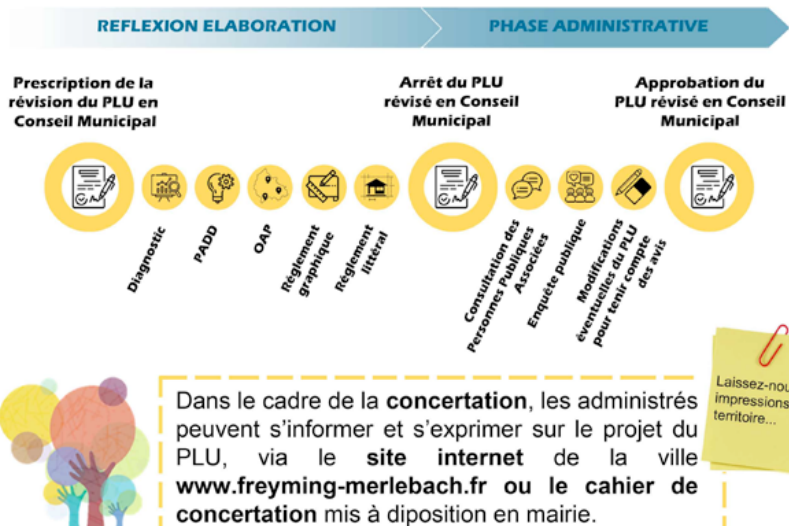 REFLEXION ELABORATION
PHASE ADMINISTRATIVE
Prescription de la
révision du PLU en
Conseil Municipal
Arrêt du PLU
révisé en Conseil
Municipal
Approbation du
PLU révisé en Conseil
Municipal
Diagnostic
PADD
OAP
Règlement
graphique
Règlement
littéral
Consultation des
Personnes Publiques
Associées
Enquête publique
Modifications
éventuelles du PLU
pour tenir compte
des avis
Dans le cadre de la concertation, les administrés
peuvent s'informer et s'exprimer sur le projet du
PLU, via le site internet de la ville
www.freyming-merlebach.fr ou le cahier de
concertation mis à diposition en mairie.
Laissez-nou
impressions
territoire...